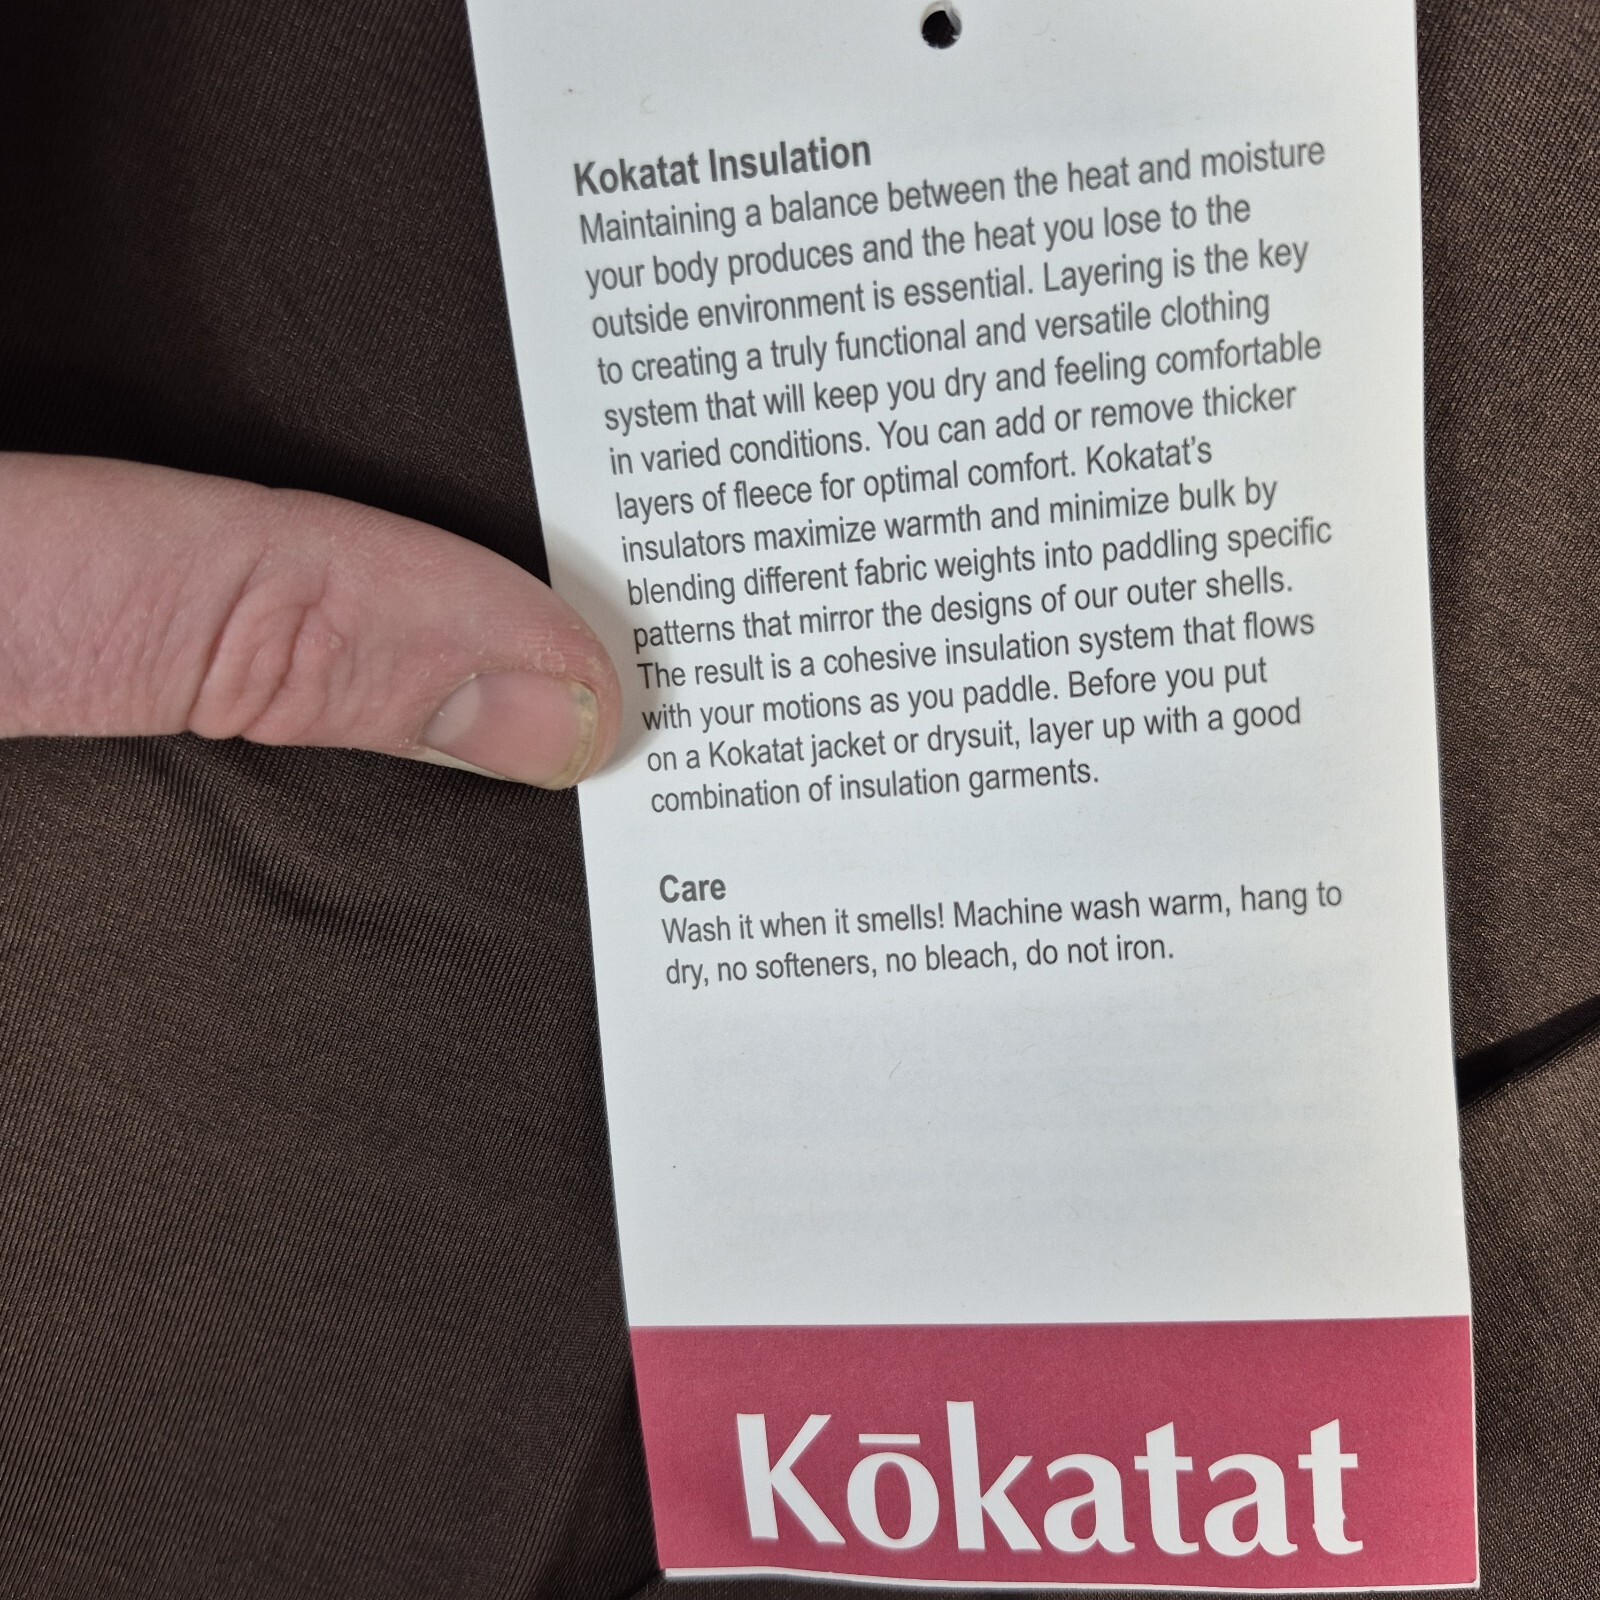 Kokatat Insulation
Maintaining a balance between the heat and moisture
your body produces and the heat you lose to the
outside environment is essential. Layering is the key
to creating a truly functional and versatile clothing
system that will keep you dry and feeling comfortable
in varied conditions. You can add or remove thicker
layers of fleece for optimal comfort. Kokatat’s
insulators maximize warmth and minimize bulk by
blending different fabric weights into paddling specific
patterns that mirror the designs of our outer shells.
The result is a cohesive insulation system that flows
with your motions as you paddle. Before you put
on a Kokatat jacket or drysuit, layer up with a good
combination of insulation garments.
Care
Wash it when it smells! Machine wash warm, hang to
dry, no softeners, no bleach, do not iron.
Kōkatat